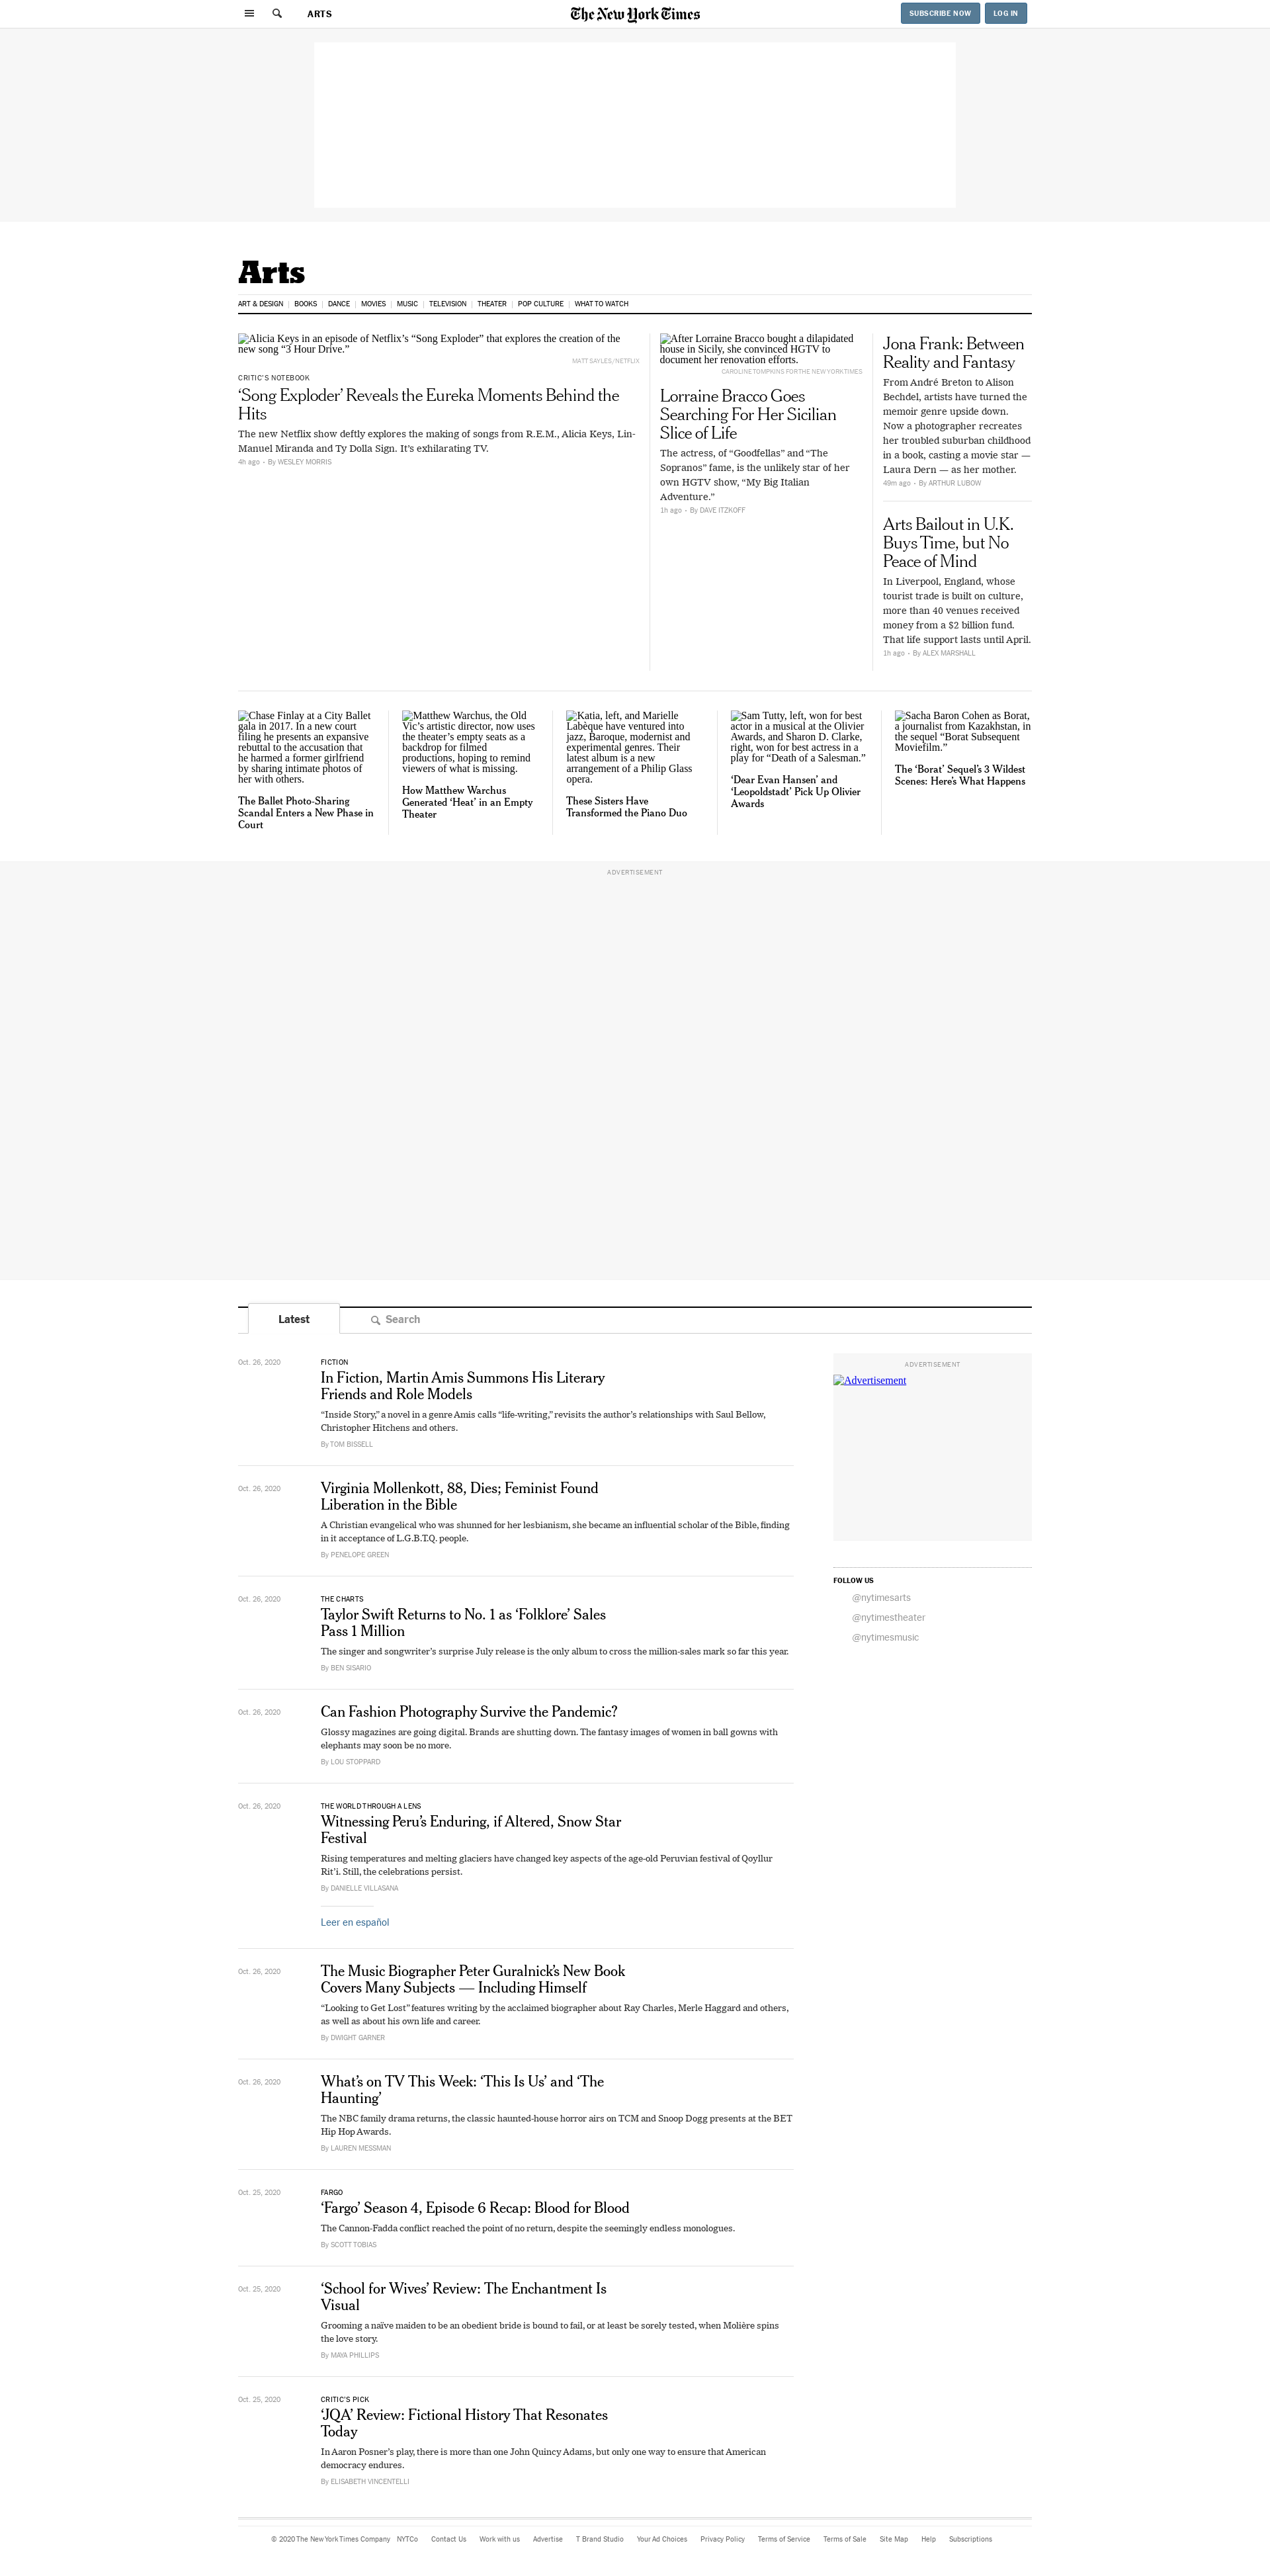 ARTS
The New York Times
SUBSCRIBE NOW
LOG IN
Arts
ART & DESIGN
BOOKS
DANCE
MOVIES
MUSIC
TELEVISION
THEATER
POP CULTURE
WHAT TO WATCH
Alicia Keys in an episode of Netflix’s “Song Exploder” that explores the creation of the
new song “3 Hour Drive.”
MATT SAYLES/NETFLIX
CRITIC’S NOTEBOOK
‘Song Exploder’ Reveals the Eureka Moments Behind the
Hits
The new Netflix show deftly explores the making of songs from R.E.M., Alicia Keys, Lin-
Manuel Miranda and Ty Dolla Sign. It’s exhilarating TV.
4h ago - By WESLEY MORRIS
After Lorraine Bracco bought a dilapidated
house in Sicily, she convinced HGTV to
document her renovation efforts.
CAROLINE TOMPKINS FOR THE NEW YORK TIMES
Lorraine Bracco Goes
Searching For Her Sicilian
Slice of Life
The actress, of “Goodfellas” and “The
Sopranos” fame, is the unlikely star of her
own HGTV show, “My Big Italian
Adventure.”
1h ago - By DAVE ITZKOFF
Jona Frank: Between
Reality and Fantasy
From André Breton to Alison
Bechdel, artists have turned the
memoir genre upside down.
Now a photographer recreates
her troubled suburban childhood
in a book, casting a movie star —
Laura Dern — as her mother.
49m ago - By ARTHUR LUBOW
Arts Bailout in U.K.
Buys Time, but No
Peace of Mind
In Liverpool, England, whose
tourist trade is built on culture,
more than 40 venues received
money from a $2 billion fund.
That life support lasts until April.
1h ago - By ALEX MARSHALL
Chase Finlay at a City Ballet
gala in 2017. In a new court
filing he presents an expansive
rebuttal to the accusation that
he harmed a former girlfriend
by sharing intimate photos of
her with others.
The Ballet Photo-Sharing
Scandal Enters a New Phase in
Court
Matthew Warchus, the Old
Vic’s artistic director, now uses
the theater’s empty seats as a
backdrop for filmed
productions, hoping to remind
viewers of what is missing.
How Matthew Warchus
Generated ‘Heat’ in an Empty
Theater
Katia, left, and Marielle
Labèque have ventured into
jazz, Baroque, modernist and
experimental genres. Their
latest album is a new
arrangement of a Philip Glass
opera.
These Sisters Have
Transformed the Piano Duo
Sam Tutty, left, won for best
actor in a musical at the Olivier
Awards, and Sharon D. Clarke,
right, won for best actress in a
play for “Death of a Salesman.”
‘Dear Evan Hansen’ and
‘Leopoldstadt’ Pick Up Olivier
Awards
Sacha Baron Cohen as Borat,
a journalist from Kazakhstan, in
the sequel “Borat Subsequent
Moviefilm.”
The ‘Borat’ Sequel’s 3 Wildest
Scenes: Here’s What Happens
ADVERTISEMENT
Latest
Search
Oct. 26, 2020
FICTION
In Fiction, Martin Amis Summons His Literary
Friends and Role Models
“Inside Story,” a novel in a genre Amis calls “life-writing,” revisits the author’s relationships with Saul Bellow,
Christopher Hitchens and others.
By TOM BISSELL
Oct. 26, 2020
Virginia Mollenkott, 88, Dies; Feminist Found
Liberation in the Bible
A Christian evangelical who was shunned for her lesbianism, she became an influential scholar of the Bible, finding
in it acceptance of L.G.B.T.Q. people.
By PENELOPE GREEN
Oct. 26, 2020
THE CHARTS
Taylor Swift Returns to No. 1 as ‘Folklore’ Sales
Pass 1 Million
The singer and songwriter’s surprise July release is the only album to cross the million-sales mark so far this year.
By BEN SISARIO
Oct. 26, 2020
Can Fashion Photography Survive the Pandemic?
Glossy magazines are going digital. Brands are shutting down. The fantasy images of women in ball gowns with
elephants may soon be no more.
By LOU STOPPARD
Oct. 26, 2020
THE WORLD THROUGH A LENS
Witnessing Peru’s Enduring, if Altered, Snow Star
Festival
Rising temperatures and melting glaciers have changed key aspects of the age-old Peruvian festival of Qoyllur
Rit’i. Still, the celebrations persist.
By DANIELLE VILLASANA
Leer en español
Oct. 26, 2020
The Music Biographer Peter Guralnick’s New Book
Covers Many Subjects — Including Himself
“Looking to Get Lost” features writing by the acclaimed biographer about Ray Charles, Merle Haggard and others,
as well as about his own life and career.
By DWIGHT GARNER
Oct. 26, 2020
What’s on TV This Week: ‘This Is Us’ and ‘The
Haunting’
The NBC family drama returns, the classic haunted-house horror airs on TCM and Snoop Dogg presents at the BET
Hip Hop Awards.
By LAUREN MESSMAN
Oct. 25, 2020
FARGO
‘Fargo’ Season 4, Episode 6 Recap: Blood for Blood
The Cannon-Fadda conflict reached the point of no return, despite the seemingly endless monologues.
By SCOTT TOBIAS
Oct. 25, 2020
‘School for Wives’ Review: The Enchantment Is
Visual
Grooming a naïve maiden to be an obedient bride is bound to fail, or at least be sorely tested, when Molière spins
the love story.
By MAYA PHILLIPS
Oct. 25, 2020
CRITIC’S PICK
‘JQA’ Review: Fictional History That Resonates
Today
In Aaron Posner’s play, there is more than one John Quincy Adams, but only one way to ensure that American
democracy endures.
By ELISABETH VINCENTELLI
ADVERTISEMENT
Advertisement
FOLLOW US
@nytimesarts
@nytimestheater
@nytimesmusic
© 2020 The New York Times Company
NYTCo
Contact Us
Work with us
Advertise
T Brand Studio
Your Ad Choices
Privacy Policy
Terms of Service
Terms of Sale
Site Map
Help
Subscriptions